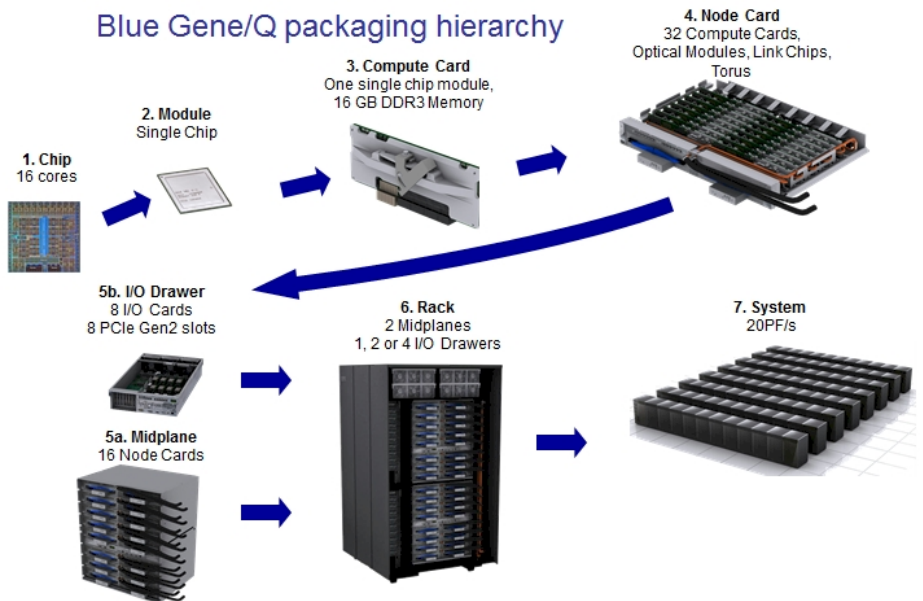 Blue Gene/Q packaging hierarchy
1. Chip
16 cores
2. Module
Single Chip
3. Compute Card
One single chip module,
16 GB DDR3 Memory
4. Node Card
32 Compute Cards,
Optical Modules, Link Chips,
Torus
5b. I/O Drawer
8 I/O Cards
8 PCIe Gen2 slots
5a. Midplane
16 Node Cards
6. Rack
2 Midplanes
1, 2 or 4 I/O Drawers
7. System
20PF/s